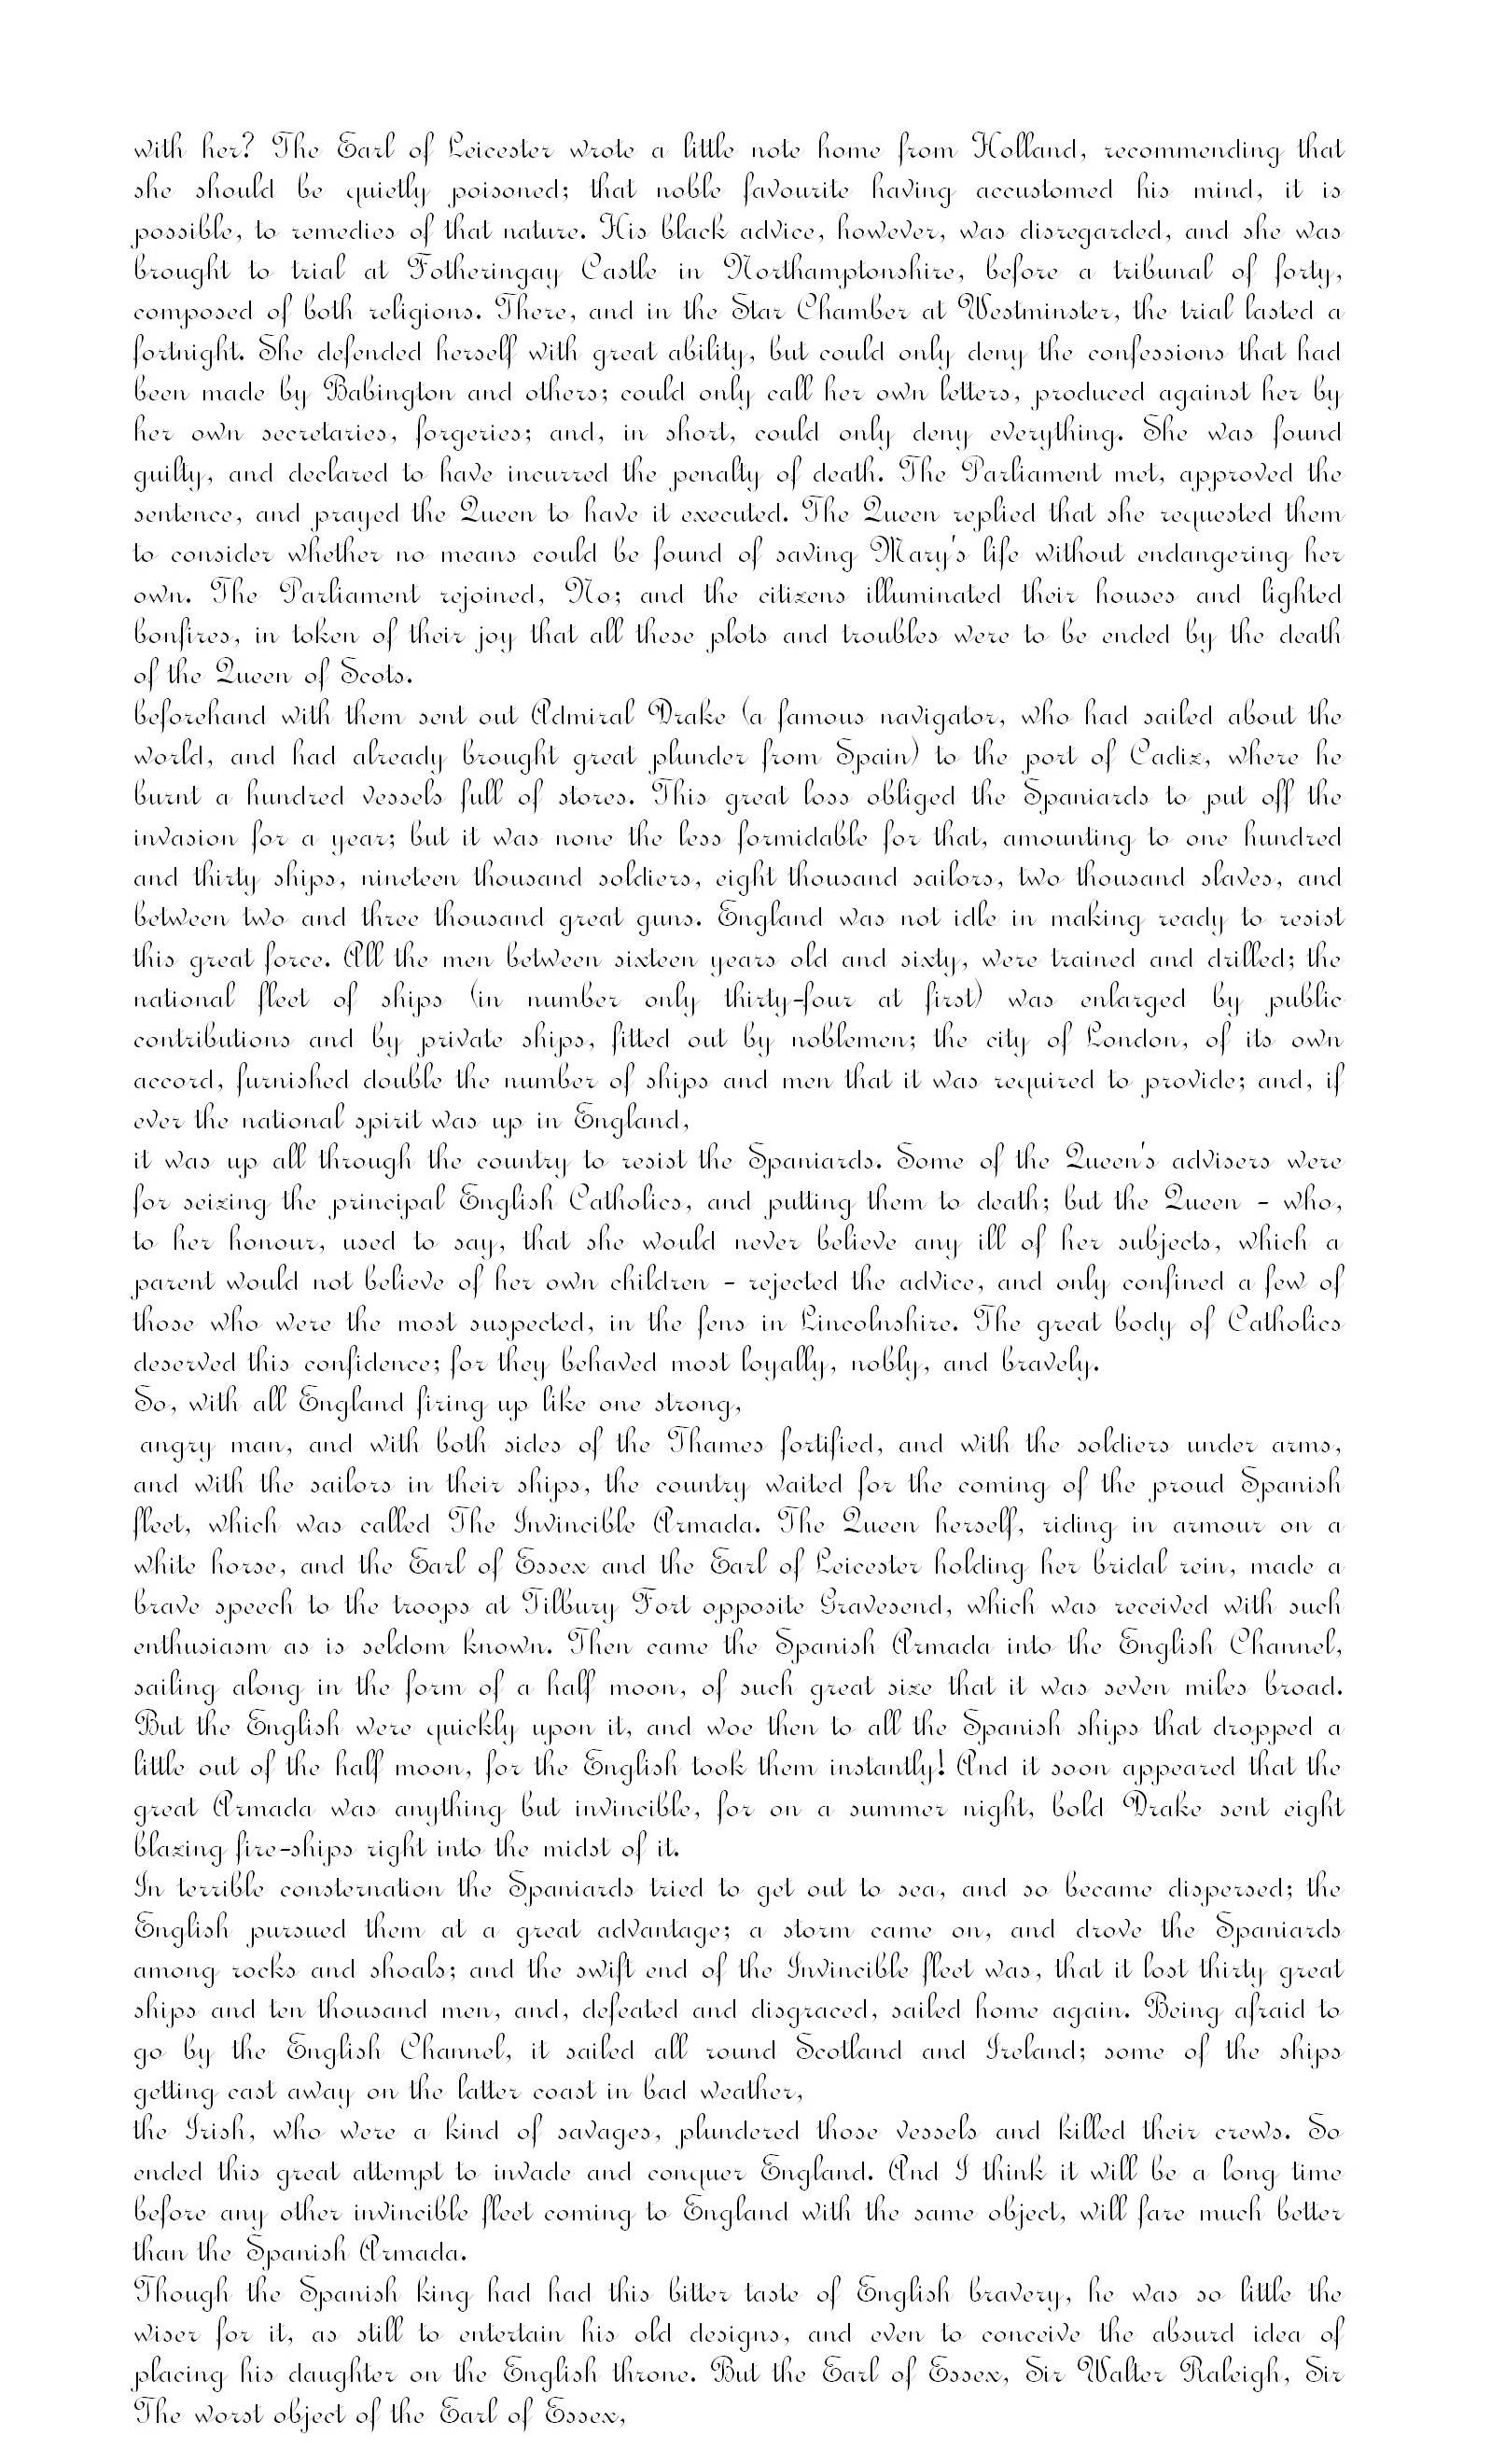 with her? The Earl of Leicester wrote a little note home from Holland, recommending that
she should be quietly poisoned; that noble favourite having accustomed his mind, it is
possible, to remedies of that nature. His black advice, however, was disregarded, and she was
brought to trial at Fotheringay Castle in Northamptonshire, before a tribunal of forty,
composed of both religions. There, and in the Star Chamber at Westminster, the trial lasted a
fortnight. She defended herself with great ability, but could only deny the confessions that had
been made by Babington and others; could only call her own letters, produced against her by
her own secretaries, forgeries; and, in short, could only deny everything. She was found
guilty, and declared to have incurred the penalty of death. The Parliament met, approved the
sentence, and prayed the Queen to have it executed. The Queen replied that she requested them
to consider whether no means could be found of saving Mary's life without endangering her
own. The Parliament rejoined, No; and the citizens illuminated their houses and lighted
bonfires, in token of their joy that all these plots and troubles were to be ended by the death
of the Queen of Scots.
beforehand with them sent out Admiral Drake (a famous navigator, who had sailed about the
world, and had already brought great plunder from Spain) to the port of Cadiz, where he
burnt a hundred vessels full of stores. This great loss obliged the Spaniards to put off the
invasion for a year; but it was none the less formidable for that, amounting to one hundred
and thirty ships, nineteen thousand soldiers, eight thousand sailors, two thousand slaves, and
between two and three thousand great guns. England was not idle in making ready to resist
this great force. All the men between sixteen years old and sixty, were trained and drilled; the
national fleet of ships (in number only thirty-four at first) was enlarged by public
contributions and by private ships, fitted out by noblemen; the city of London, of its own
accord, furnished double the number of ships and men that it was required to provide; and, if
ever the national spirit was up in England,
it was up all through the country to resist the Spaniards. Some of the Queen's advisers were
for seizing the principal English Catholics, and putting them to death; but the Queen - who,
to her honour, used to say, that she would never believe any ill of her subjects, which a
parent would not believe of her own children - rejected the advice, and only confined a few of
those who were the most suspected, in the fens in Lincolnshire. The great body of Catholics
deserved this confidence; for they behaved most loyally, nobly, and bravely.
So, with all England firing up like one strong,
angry man, and with both sides of the Thames fortified, and with the soldiers under arms,
and with the sailors in their ships, the country waited for the coming of the proud Spanish
fleet, which was called The Invincible Armada. The Queen herself, riding in armour on a
white horse, and the Earl of Essex and the Earl of Leicester holding her bridal rein, made a
brave speech to the troops at Tilbury Fort opposite Gravesend, which was received with such
enthusiasm as is seldom known. Then came the Spanish Armada into the English Channel,
sailing along in the form of a half moon, of such great size that it was seven miles broad.
But the English were quickly upon it, and woe then to all the Spanish ships that dropped a
little out of the half moon, for the English took them instantly! And it soon appeared that the
great Armada was anything but invincible, for on a summer night, bold Drake sent eight
blazing fire-ships right into the midst of it.
In terrible consternation the Spaniards tried to get out to sea, and so became dispersed; the
English pursued them at a great advantage; a storm came on, and drove the Spaniards
among rocks and shoals; and the swift end of the Invincible fleet was, that it lost thirty great
ships and ten thousand men, and, defeated and disgraced, sailed home again. Being afraid to
go by the English Channel, it sailed all round Scotland and Ireland; some of the ships
getting cast away on the latter coast in bad weather,
the Irish, who were a kind of savages, plundered those vessels and killed their crews. So
ended this great attempt to invade and conquer England. And I think it will be a long time
before any other invincible fleet coming to England with the same object, will fare much better
than the Spanish Armada.
Though the Spanish king had had this bitter taste of English bravery, he was so little the
wiser for it, as still to entertain his old designs, and even to conceive the absurd idea of
placing his daughter on the English throne. But the Earl of Essex, Sir Walter Raleigh, Sir
The worst object of the Earl of Essex,